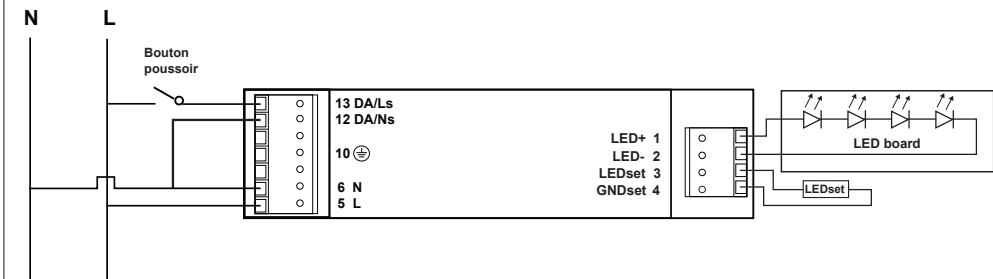 N L
Bouton
poussoir
13 DA/Ls
12 DA/Ns
10
6 N
5 L
LED+ 1
LED- 2
LEDset 3
GNDset 4
LED board
LEDset